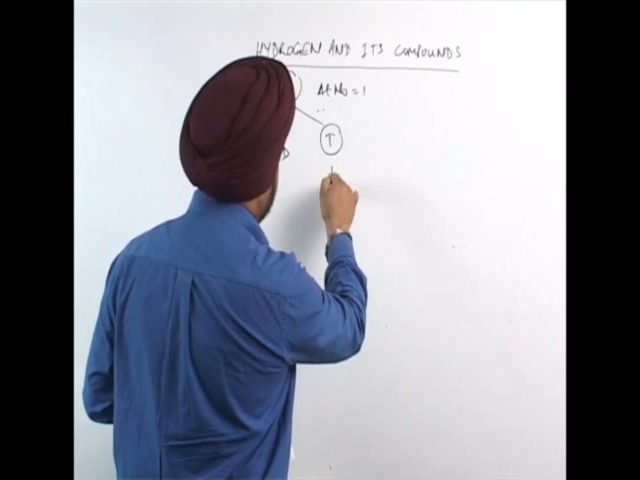 HYDROGEN AND ITS COMPOUNDS
At No = 1
T
D